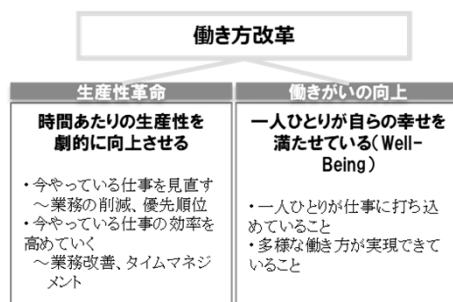 働き方改革
生産性革命
時間あたりの生産性を
劇的に向上させる
・今やっている仕事を見直す
～業務の削減、優先順位
・今やっている仕事の効率を
高めていく
～業務改善、タイムマネジ
メント
働きがいの向上
一人ひとりが自らの幸せを
満たせている(Well-
Being)
・一人ひとりが仕事に打ち込
めていること
・多様な働き方が実現できて
いること